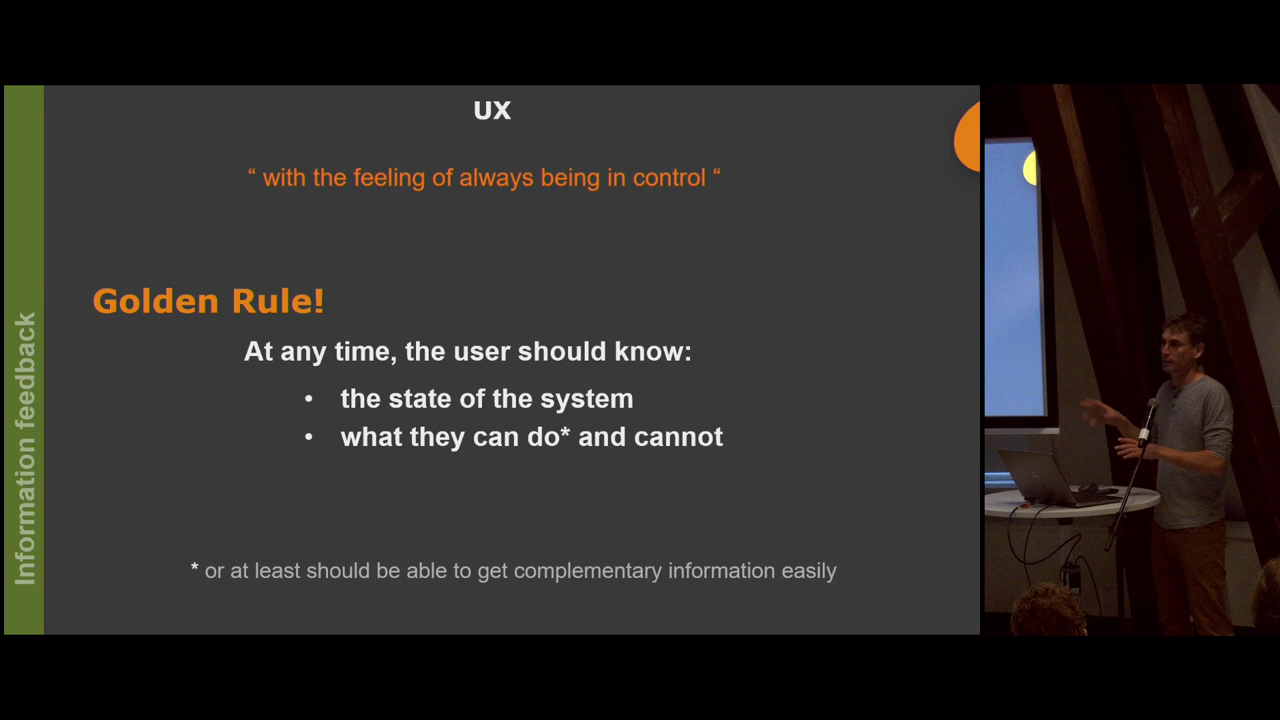 UX
“ with the feeling of always being in control “
Golden Rule!
At any time, the user should know:
• the state of the system
• what they can do* and cannot
* or at least should be able to get complementary information easily
Information feedback